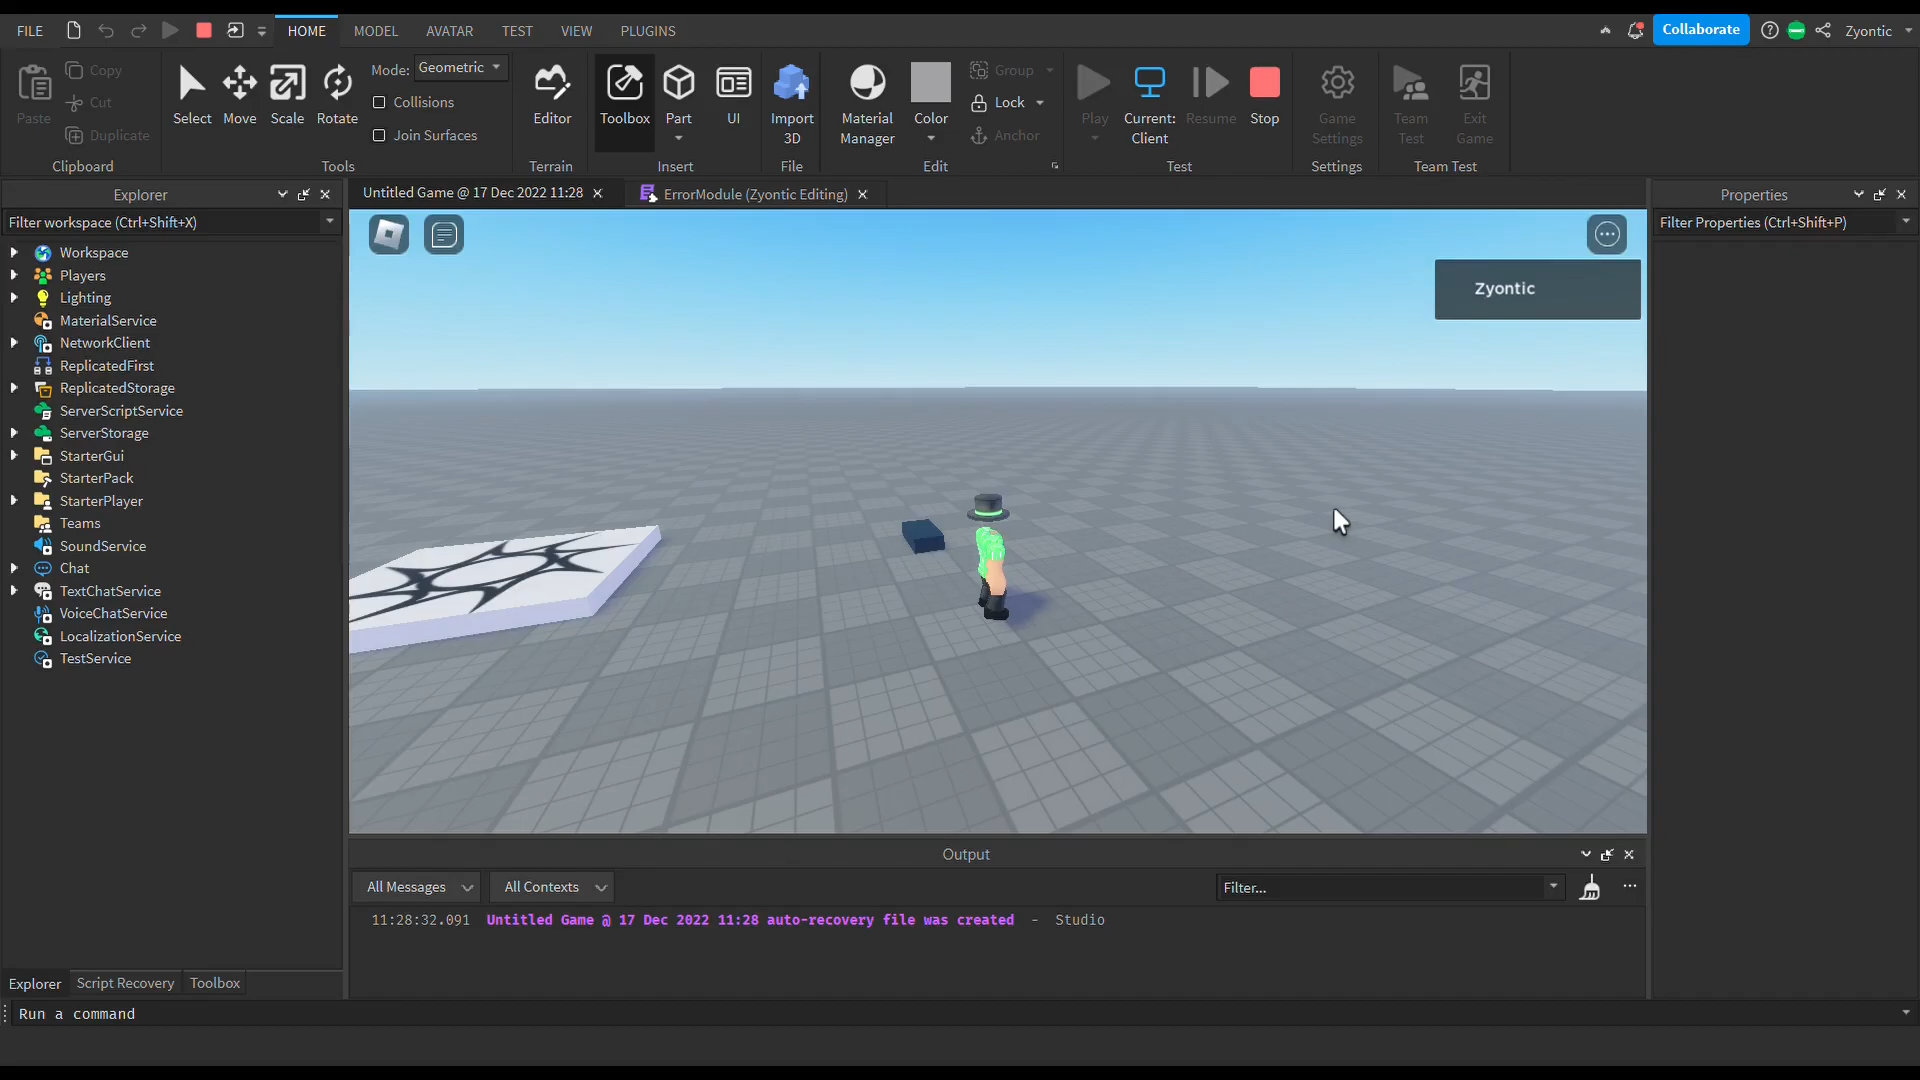 FILE HOME MODEL AVATAR TEST VIEW PLUGINS Collaborate Zyontic
Paste Copy Cut Duplicate
Clipboard
Select Move Scale Rotate
Mode: Geometric
Collisions
Join Surfaces
Tools
Editor
Terrain
Toolbox Part UI
Insert
Import
3D
File
Material
Manager
Color
Group
Lock
Anchor
Edit
Play Current:
Client
Resume Stop
Test
Game
Settings
Settings
Team
Test
Exit
Game
Team Test
Explorer
Filter workspace (Ctrl+Shift+X)
Workspace
Players
Lighting
MaterialService
NetworkClient
ReplicatedFirst
ReplicatedStorage
ServerScriptService
ServerStorage
StarterGui
StarterPack
StarterPlayer
Teams
SoundService
Chat
TextChatService
VoiceChatService
LocalizationService
TestService
Explorer Script Recovery Toolbox
Untitled Game @ 17 Dec 2022 11:28 ErrorModule (Zyontic Editing)
Zyontic
Properties
Filter Properties (Ctrl+Shift+P)
Output
All Messages All Contexts Filter...
11:28:32.091 Untitled Game @ 17 Dec 2022 11:28 auto-recovery file was created - Studio
Run a command